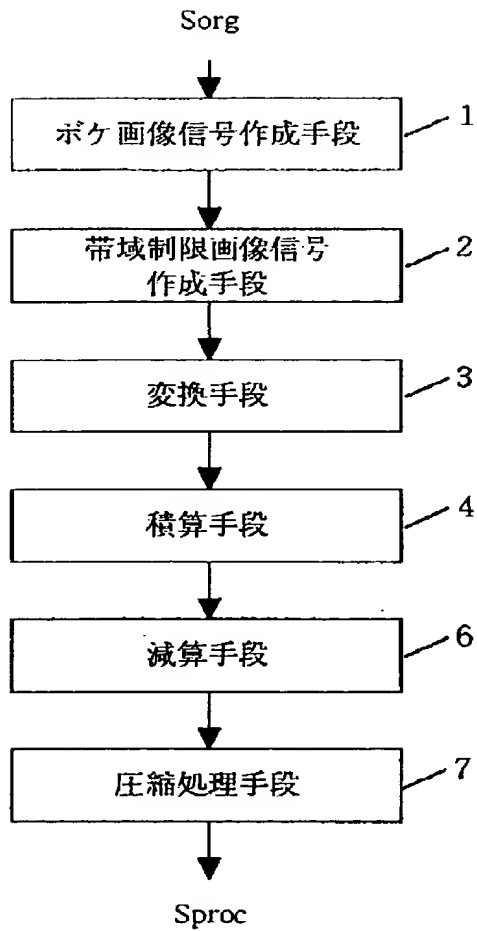 Sorg
ボケ画像信号作成手段
1
帯域制限画像信号
作成手段
2
変換手段
3
積算手段
4
減算手段
6
圧縮処理手段
7
Sproc